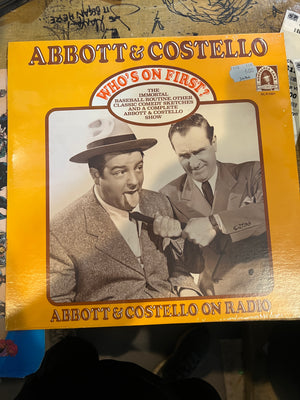 ABBOTT & COSTELLO
WHO'S ON FIRST?
THE
IMMORTAL
BASEBALL ROUTINE, OTHER
CLASSIC COMEDY SKETCHES
AND A COMPLETE
ABBOTT & COSTELLO
SHOW
ABBOTT & COSTELLO ON RADIO